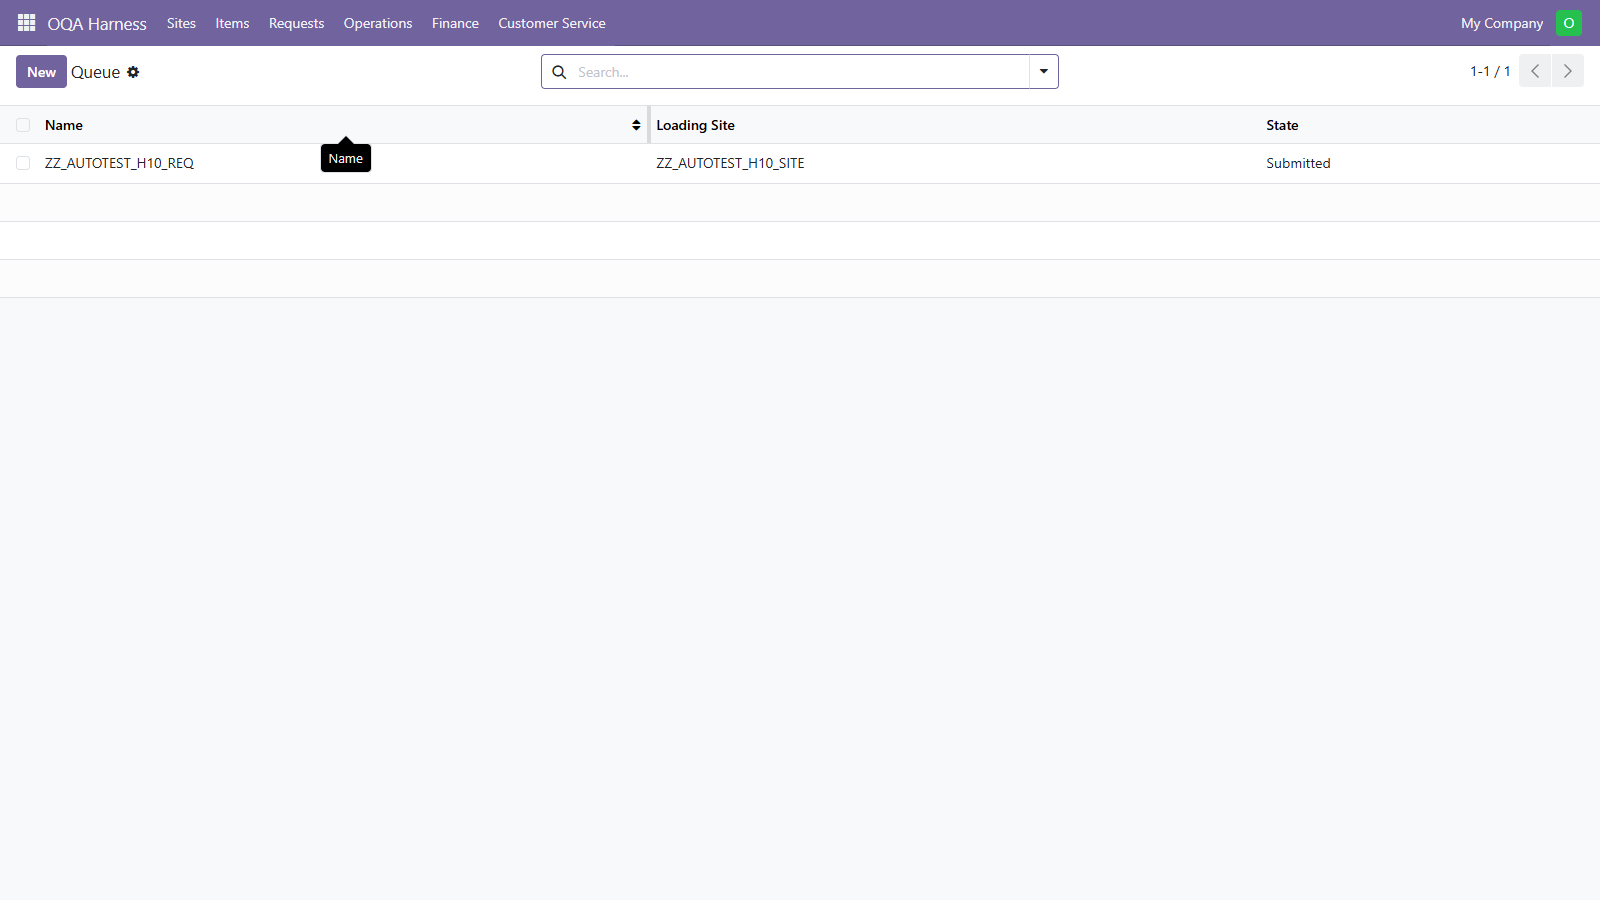 OQA Harness Sites Items Requests Operations Finance Customer Service My Company O
New Queue Search... 1-1 / 1
Name Loading Site State
Name
ZZ_AUTOTEST_H10_REQ ZZ_AUTOTEST_H10_SITE Submitted